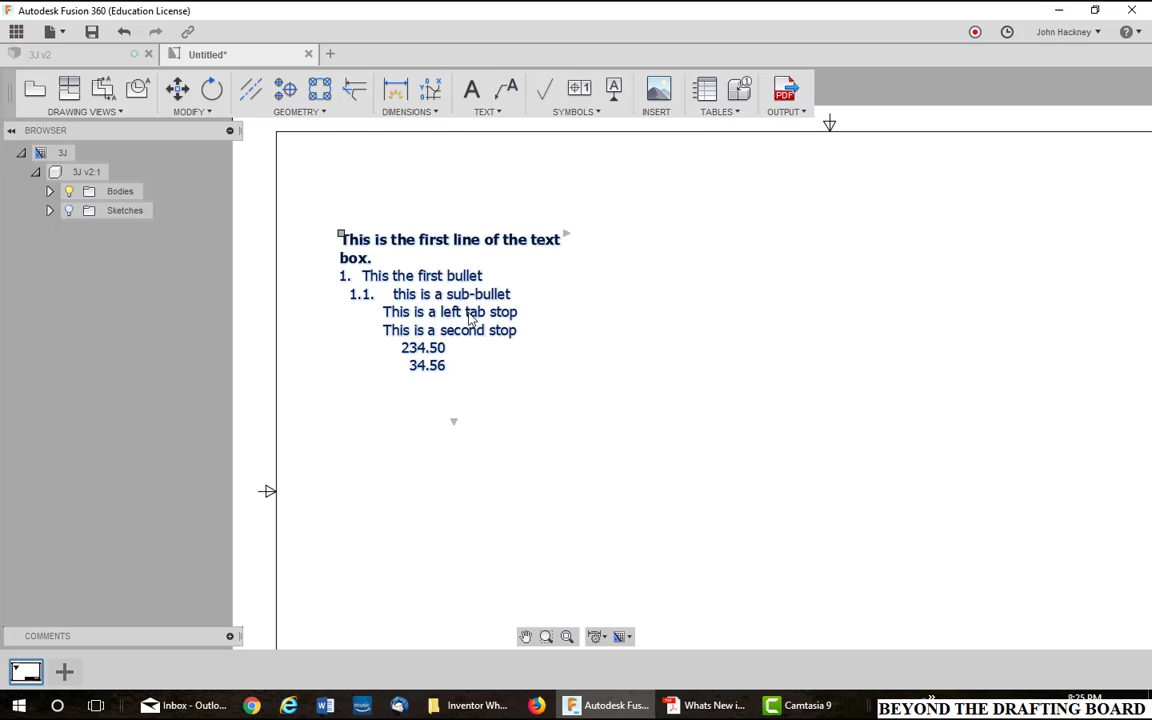 Autodesk Fusion 360 (Education License)
John Hackney
3J v2
Untitled*
DRAWING VIEWS
MODIFY
GEOMETRY
DIMENSIONS
TEXT
SYMBOLS
INSERT
TABLES
OUTPUT
BROWSER
3J
3J v2:1
Bodies
Sketches
This is the first line of the text
box.
1. This the first bullet
1.1. this is a sub-bullet
This is a left tab stop
This is a second stop
234.50
34.56
COMMENTS
Inbox - Outlo...
Inventor Wh...
Autodesk Fus...
Whats New i...
Camtasia 9
8:25 PM
BEYOND THE DRAFTING BOARD